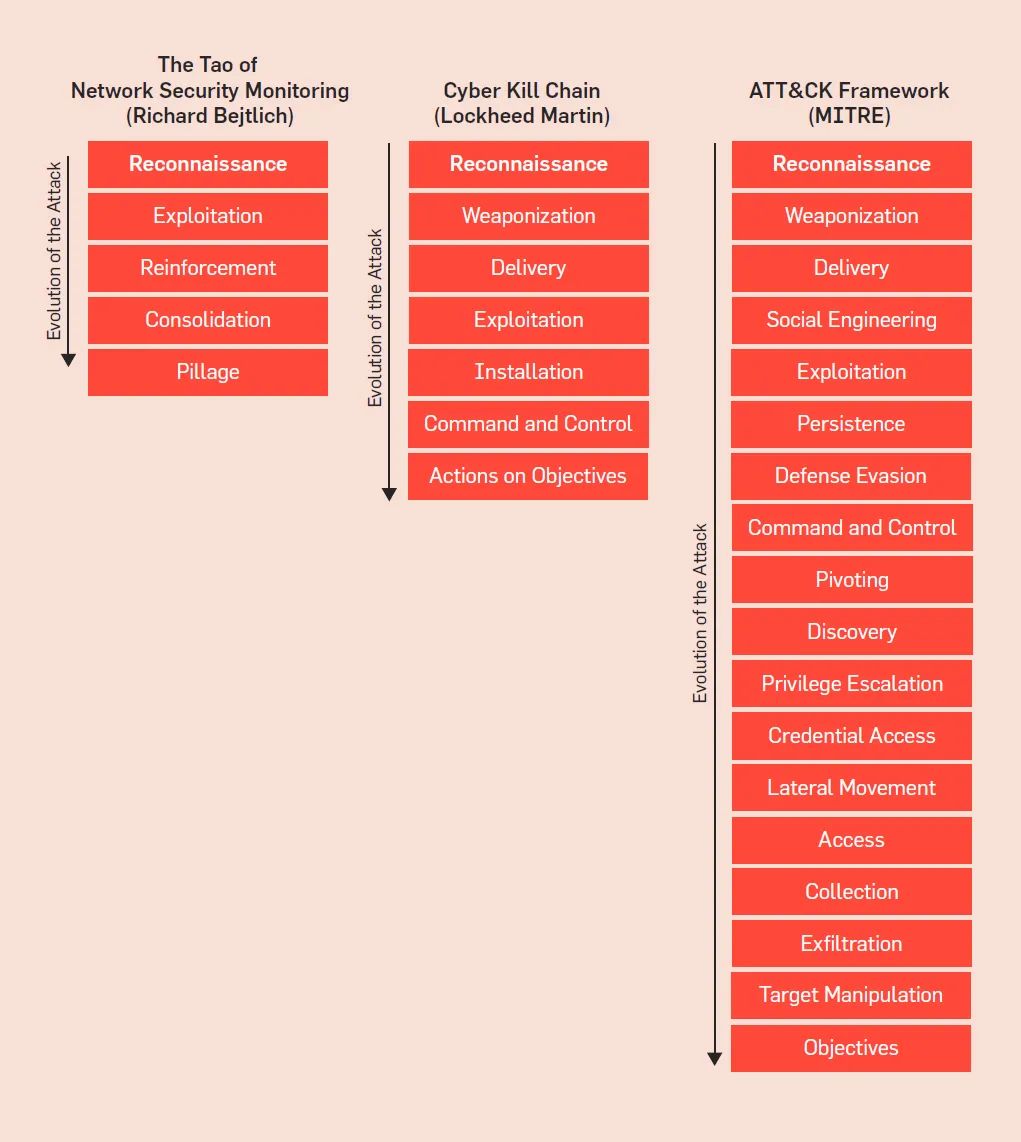 The Tao of
Network Security Monitoring
(Richard Bejtlich)
Evolution of the Attack
Reconnaissance
Exploitation
Reinforcement
Consolidation
Pillage
Cyber Kill Chain
(Lockheed Martin)
Evolution of the Attack
Reconnaissance
Weaponization
Delivery
Exploitation
Installation
Command and Control
Actions on Objectives
ATT&CK Framework
(MITRE)
Evolution of the Attack
Reconnaissance
Weaponization
Delivery
Social Engineering
Exploitation
Persistence
Defense Evasion
Command and Control
Pivoting
Discovery
Privilege Escalation
Credential Access
Lateral Movement
Access
Collection
Exfiltration
Target Manipulation
Objectives